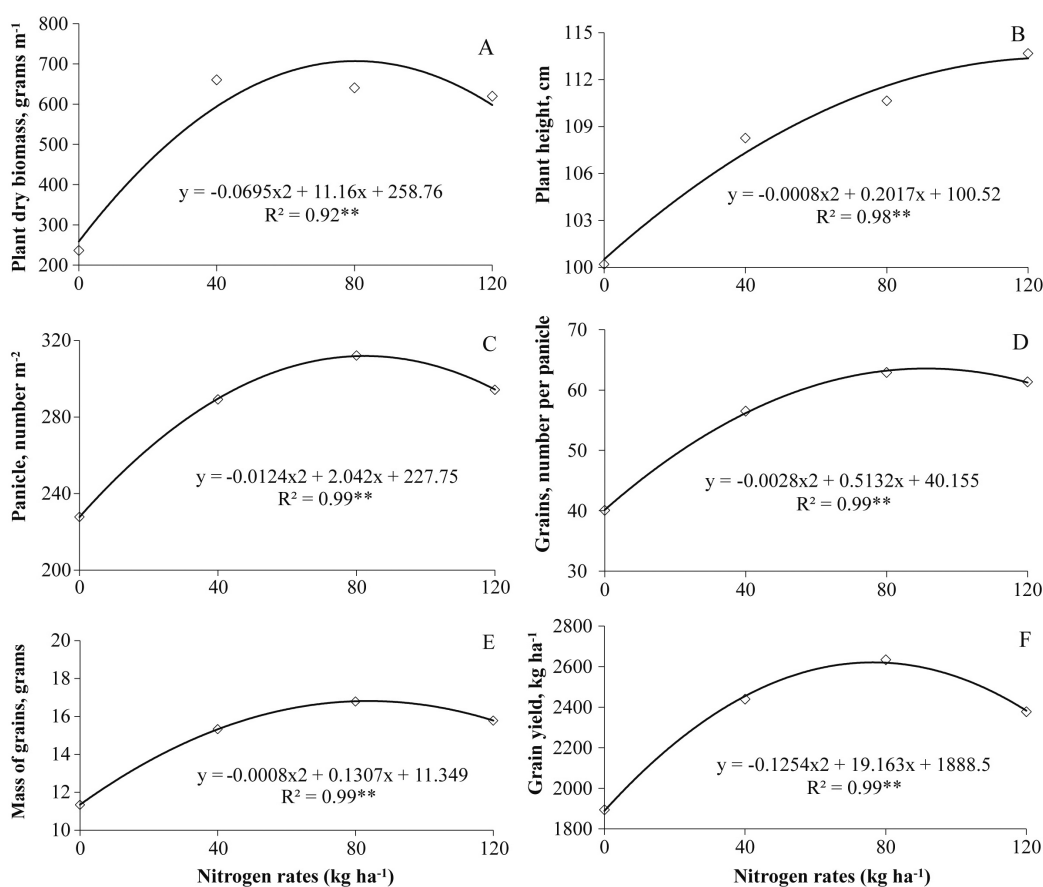 A
Plant dry biomass, grams m-1
800
700
600
500
400
300
200
y = -0.0695x2 + 11.16x + 258.76
R² = 0.92**
0
40
80
120
B
Plant height, cm
115
112
109
106
103
100
y = -0.0008x2 + 0.2017x + 100.52
R² = 0.98**
0
40
80
120
C
Panicle, number m-2
320
290
260
230
200
y = -0.0124x2 + 2.042x + 227.75
R² = 0.99**
0
40
80
120
D
Grains, number per panicle
70
60
50
40
30
y = -0.0028x2 + 0.5132x + 40.155
R² = 0.99**
0
40
80
120
E
Mass of grains, grams
20
18
16
14
12
10
y = -0.0008x2 + 0.1307x + 11.349
R² = 0.99**
0
40
80
120
Nitrogen rates (kg ha-1)
F
Grain yield, kg ha-1
2800
2600
2400
2200
2000
1800
y = -0.1254x2 + 19.163x + 1888.5
R² = 0.99**
0
40
80
120
Nitrogen rates (kg ha-1)